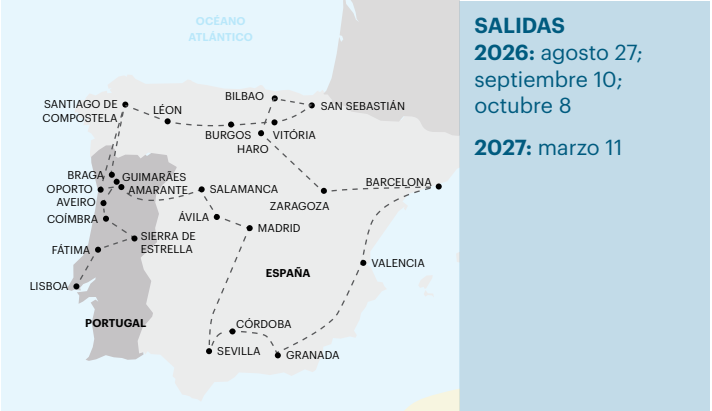 OCÉANO
ATLÁNTICO
SANTIAGO DE
COMPOSTELA
LÉON
BILBAO
SAN SEBASTIÁN
BURGOS
VITÓRIA
HARO
BRAGA
GUIMARÃES
OPORTO
AMARANTE
SALAMANCA
BARCELONA
ZARAGOZA
AVEIRO
COÍMBRA
ÁVILA
MADRID
SIERRA DE
ESTRELLA
FÁTIMA
VALENCIA
ESPAÑA
LISBOA
PORTUGAL
CÓRDOBA
SEVILLA
GRANADA
SALIDAS
2026: agosto 27;
septiembre 10;
octubre 8
2027: marzo 11